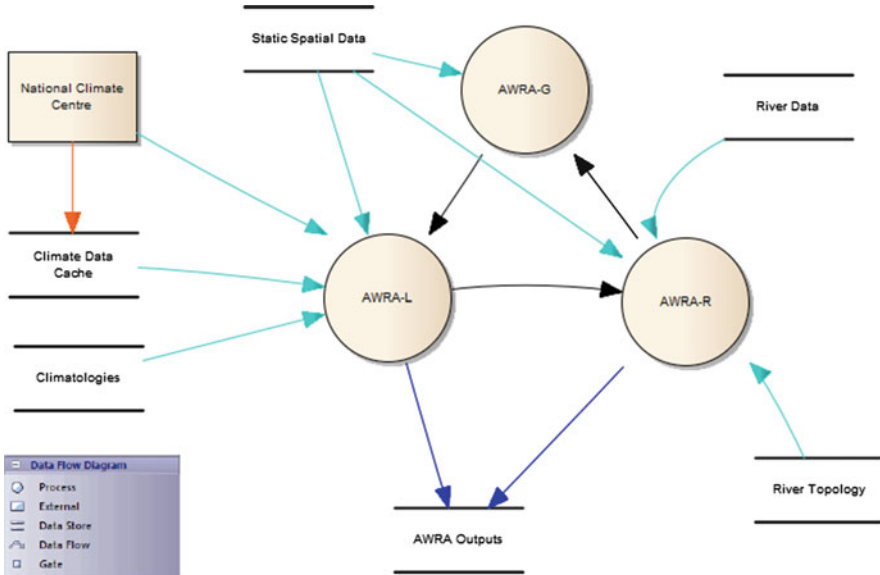 Static Spatial Data
AWRA-G
National Climate
Centre
River Data
Climate Data
Cache
AWRA-L
AWRA-R
Climatologies
Data Flow Diagram
Process
External
Data Store
Data Flow
Gate
AWRA Outputs
River Topology